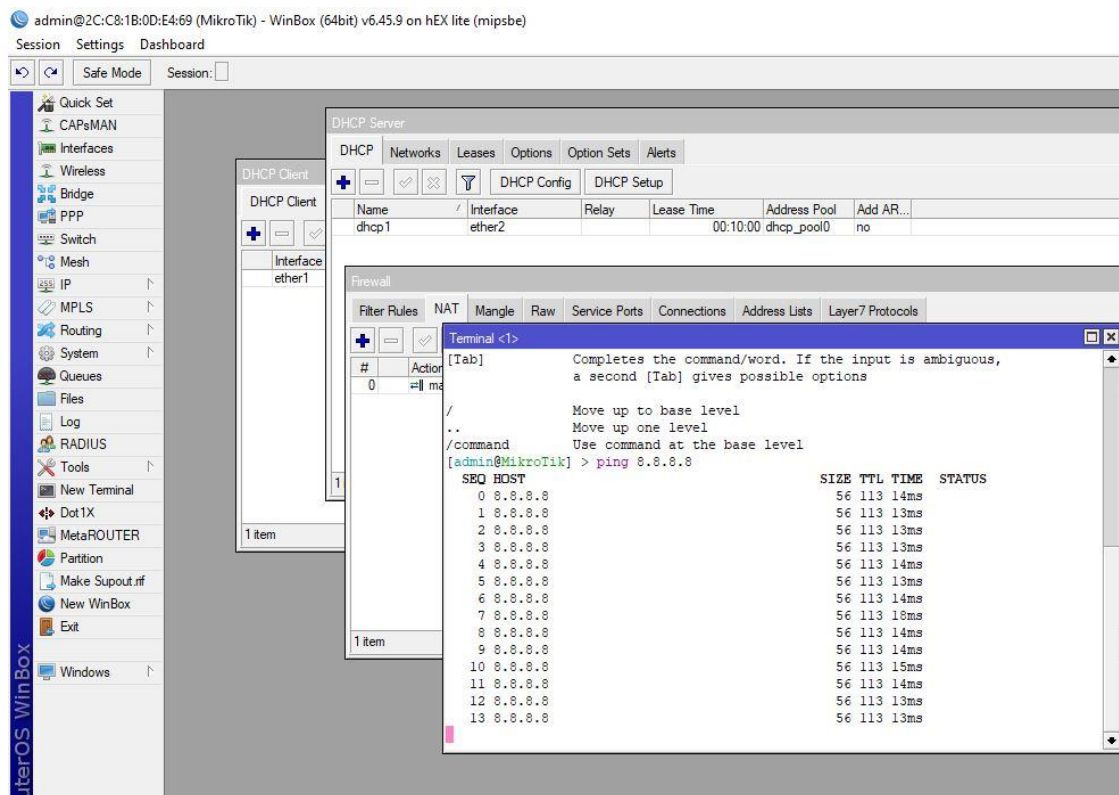 admin@2C:C8:1B:0D:E4:69 (MikroTik) - WinBox (64bit) v6.45.9 on hEX lite (mipsbe)
Session Settings Dashboard
Safe Mode Session:
Quick Set
CAPsMAN
Interfaces
Wireless
Bridge
PPP
Switch
Mesh
IP
MPLS
Routing
System
Queues
Files
Log
RADIUS
Tools
New Terminal
Dot1X
MetaROUTER
Partition
Make Supout.rif
New WinBox
Exit
Windows
uterOS WinBox
DHCP Client
DHCP Client
Interface
ether1
1 item
DHCP Server
DHCP Networks Leases Options Option Sets Alerts
DHCP Config DHCP Setup
Name / Interface Relay Lease Time Address Pool Add AR...
dhcp1 ether2 00:10:00 dhcp_pool0 no
1
Firewall
Filter Rules NAT Mangle Raw Service Ports Connections Address Lists Layer7 Protocols
# Action
0 ma
1 item
Terminal <1>
[Tab] Completes the command/word. If the input is ambiguous,
a second [Tab] gives possible options
/ Move up to base level
.. Move up one level
/command Use command at the base level
[admin@MikroTik] > ping 8.8.8.8
SEQ HOST SIZE TTL TIME STATUS
0 8.8.8.8 56 113 14ms
1 8.8.8.8 56 113 13ms
2 8.8.8.8 56 113 13ms
3 8.8.8.8 56 113 13ms
4 8.8.8.8 56 113 14ms
5 8.8.8.8 56 113 13ms
6 8.8.8.8 56 113 14ms
7 8.8.8.8 56 113 18ms
8 8.8.8.8 56 113 14ms
9 8.8.8.8 56 113 14ms
10 8.8.8.8 56 113 15ms
11 8.8.8.8 56 113 14ms
12 8.8.8.8 56 113 13ms
13 8.8.8.8 56 113 13ms